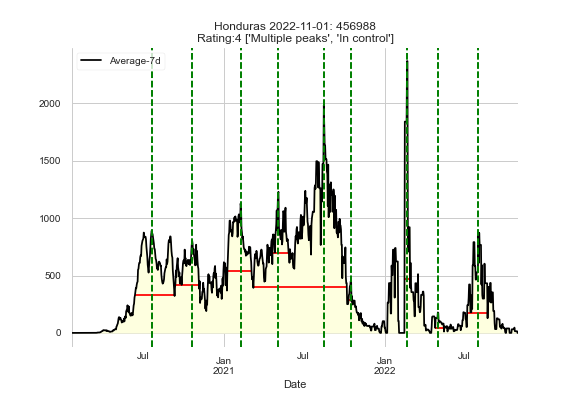 Honduras 2022-11-01: 456988
Rating:4 ['Multiple peaks', 'In control']
Average-7d
2000
1500
1000
500
0
Jul
Jan
2021
Jul
Jan
2022
Jul
Date